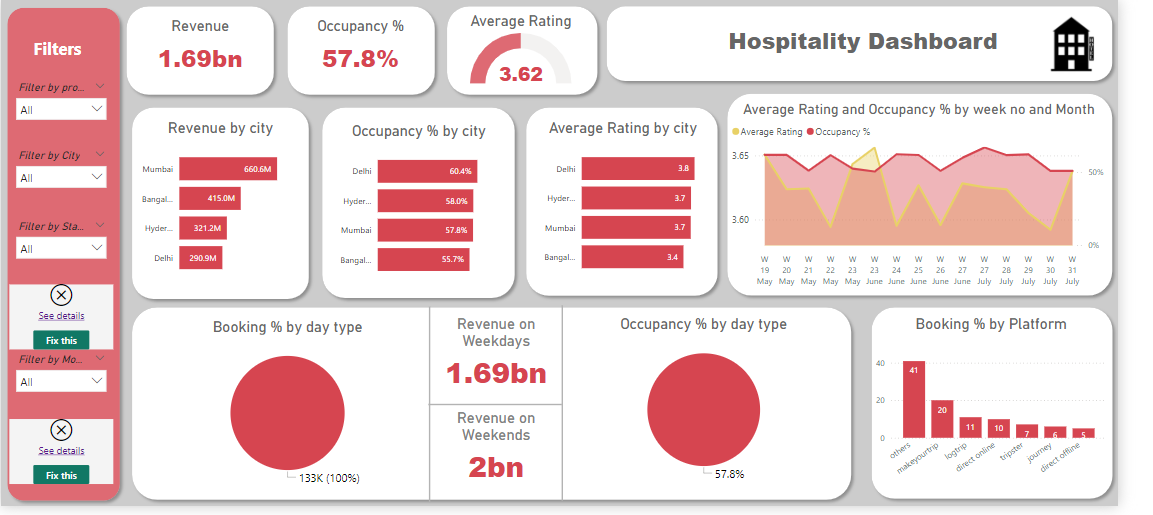 Filters
Filter by pro...
All
Filter by City
All
Filter by Sta...
All
See details
Fix this
Filter by Mo...
All
See details
Fix this
Revenue
1.69bn
Occupancy %
57.8%
Average Rating
3.62
Hospitality Dashboard
Revenue by city
Mumbai 660.6M
Bangal... 415.0M
Hyder... 321.2M
Delhi 290.9M
Occupancy % by city
Delhi 60.4%
Hyder... 58.0%
Mumbai 57.8%
Bangal... 55.7%
Average Rating by city
Delhi 3.8
Hyder... 3.7
Mumbai 3.7
Bangal... 3.4
Average Rating and Occupancy % by week no and Month
Average Rating Occupancy %
3.65
50%
3.60
0%
W W W W W W W W W W W W W W W
19 20 21 22 23 23 24 25 26 27 27 28 29 30 31
May May May May May June June June June June July July July July July
Booking % by day type
133K (100%)
Revenue on
Weekdays
1.69bn
Revenue on
Weekends
2bn
Occupancy % by day type
57.8%
Booking % by Platform
40
20
0
41 20 11 10 7 6 5
others makeyourtrip logtrip direct online tripster journey direct offline